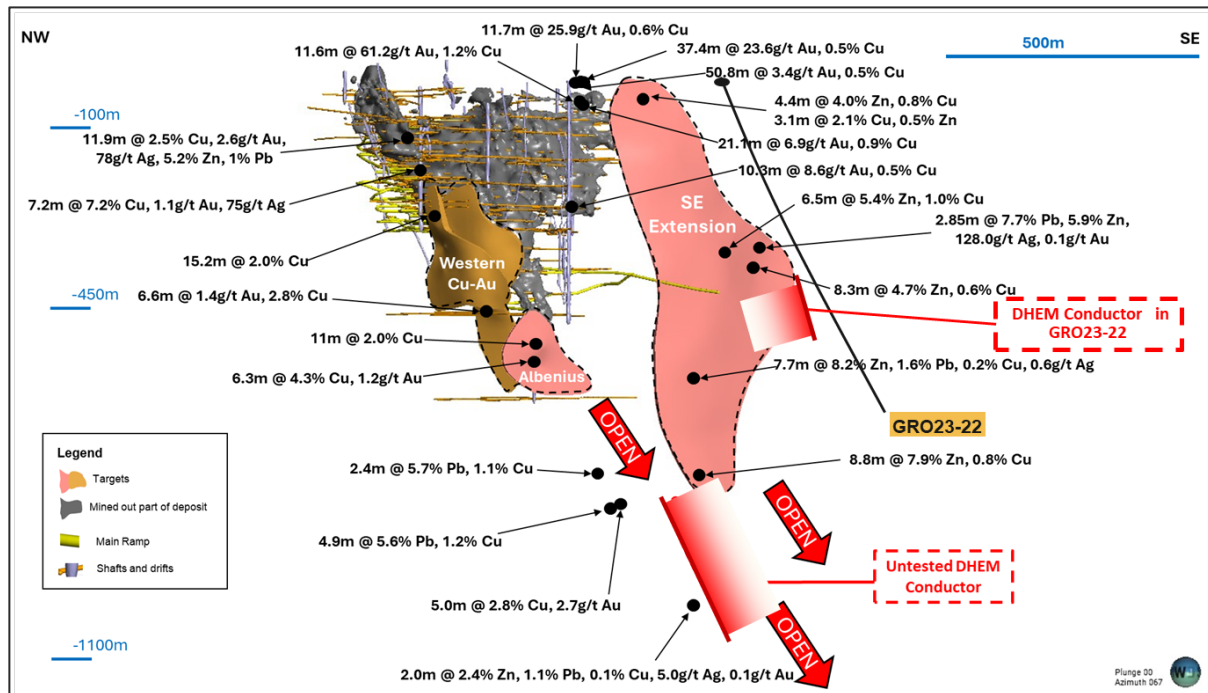 NW
SE
500m
11.7m @ 25.9g/t Au, 0.6% Cu
11.6m @ 61.2g/t Au, 1.2% Cu
37.4m @ 23.6g/t Au, 0.5% Cu
50.8m @ 3.4g/t Au, 0.5% Cu
4.4m @ 4.0% Zn, 0.8% Cu
3.1m @ 2.1% Cu, 0.5% Zn
-100m
11.9m @ 2.5% Cu, 2.6g/t Au,
78g/t Ag, 5.2% Zn, 1% Pb
21.1m @ 6.9g/t Au, 0.9% Cu
10.3m @ 8.6g/t Au, 0.5% Cu
7.2m @ 7.2% Cu, 1.1g/t Au, 75g/t Ag
6.5m @ 5.4% Zn, 1.0% Cu
SE
Extension
2.85m @ 7.7% Pb, 5.9% Zn,
128.0g/t Ag, 0.1g/t Au
15.2m @ 2.0% Cu
Western
Cu-Au
8.3m @ 4.7% Zn, 0.6% Cu
-450m
6.6m @ 1.4g/t Au, 2.8% Cu
DHEM Conductor in
GRO23-22
11m @ 2.0% Cu
7.7m @ 8.2% Zn, 1.6% Pb, 0.2% Cu, 0.6g/t Ag
6.3m @ 4.3% Cu, 1.2g/t Au
Albenius
OPEN
GRO23-22
8.8m @ 7.9% Zn, 0.8% Cu
Legend
Targets
Mined out part of deposit
Main Ramp
Shafts and drifts
2.4m @ 5.7% Pb, 1.1% Cu
OPEN
4.9m @ 5.6% Pb, 1.2% Cu
Untested DHEM
Conductor
5.0m @ 2.8% Cu, 2.7g/t Au
OPEN
-1100m
2.0m @ 2.4% Zn, 1.1% Pb, 0.1% Cu, 5.0g/t Ag, 0.1g/t Au
Plunge 00
Azimuth 067
W